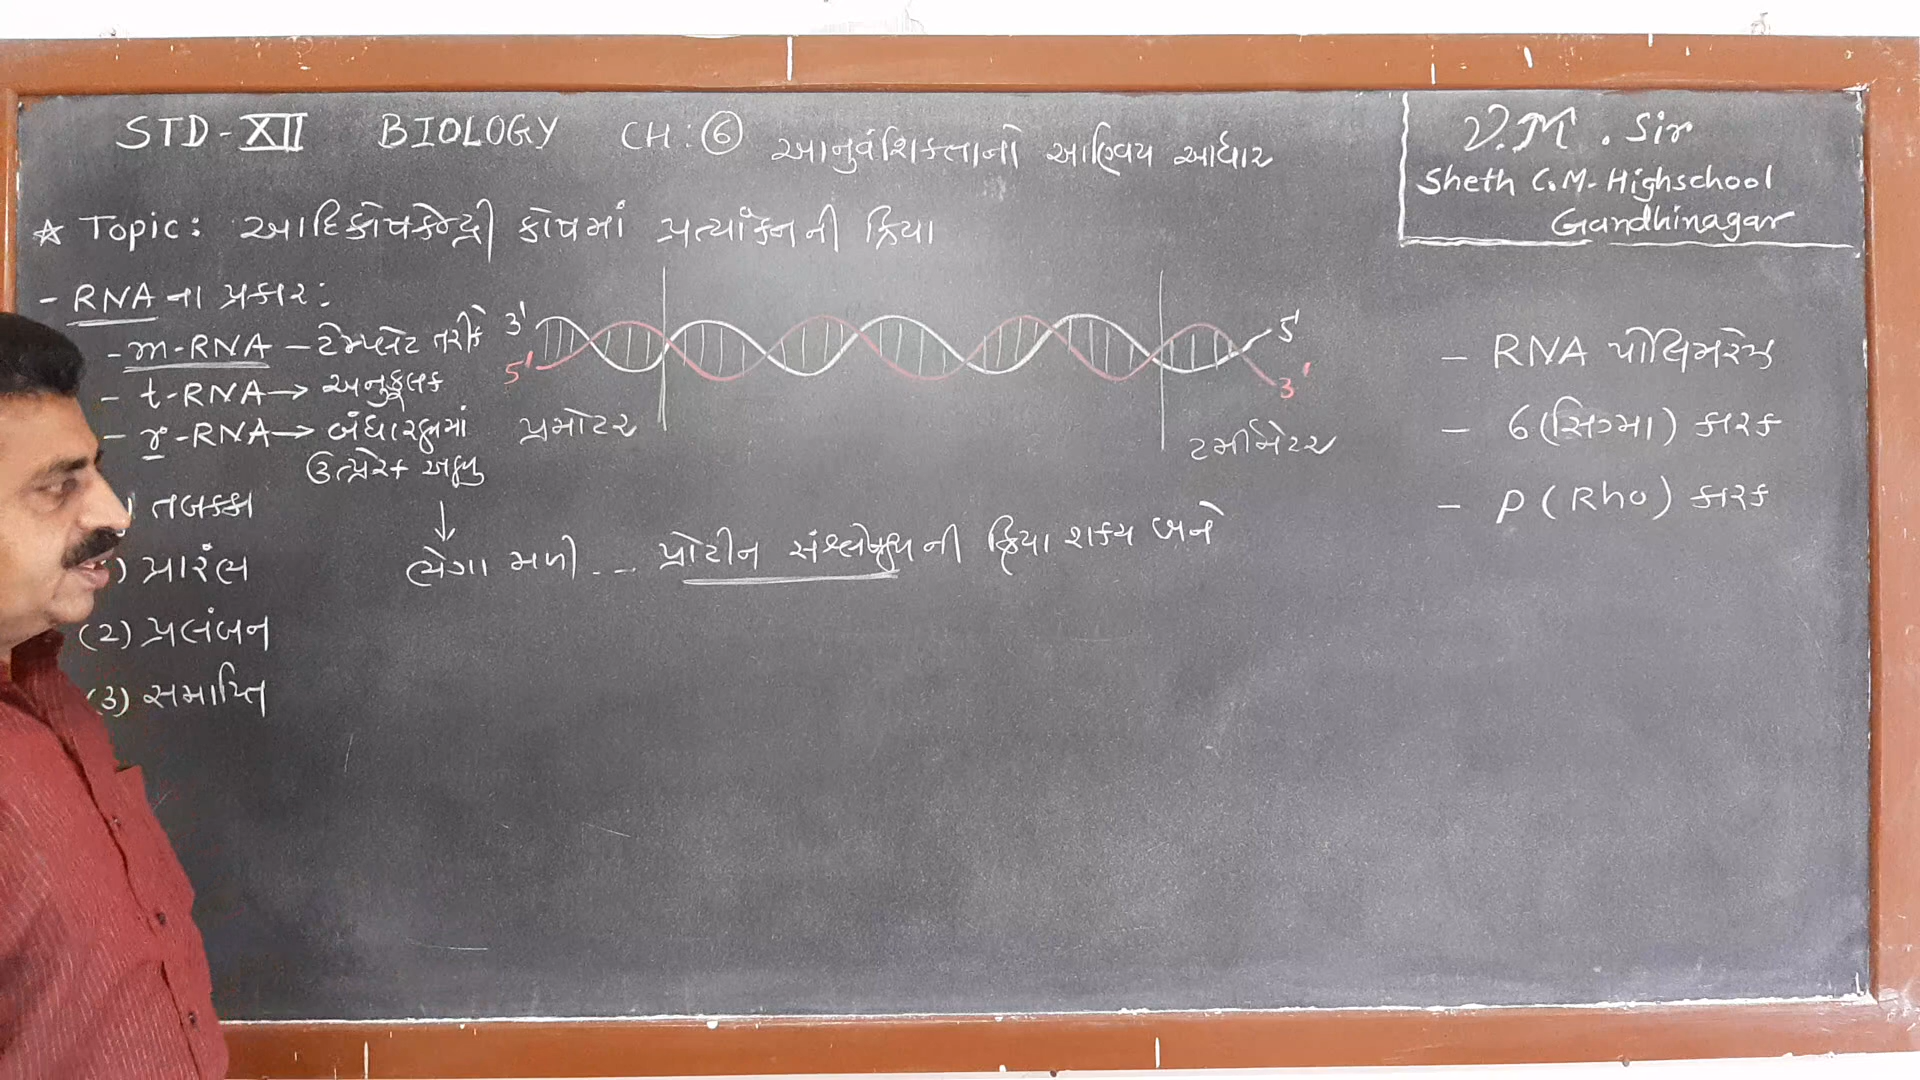 STD-XII BIOLOGY CH: 6 આનુવંશિકતાનો આણ્વિય આધાર
V.M. Sir
Sheth C.M. Highschool
Gandhinagar
☆ Topic: આદિકોષકેન્દ્રી કોષમાં પ્રત્યાંકનની ક્રિયા
- RNA ના પ્રકાર:
- m-RNA - ટેમ્પ્લેટ તરીકે
- t-RNA → અનુકૂલક
- r-RNA → બંધારણમાં
ઉત્પ્રેરક અણુ
3' 5'
5' 3'
પ્રમોટર ટર્મીનેટર
- RNA પોલિમરેઝ
- σ (સિગ્મા) કારક
- ρ (Rho) કારક
તબક્કા
) પ્રારંભ
(2) પ્રલંબન
(3) સમાપ્તિ
↓
ભેગા મળી -- પ્રોટીન સંશ્લેષણ ની ક્રિયા શક્ય બને